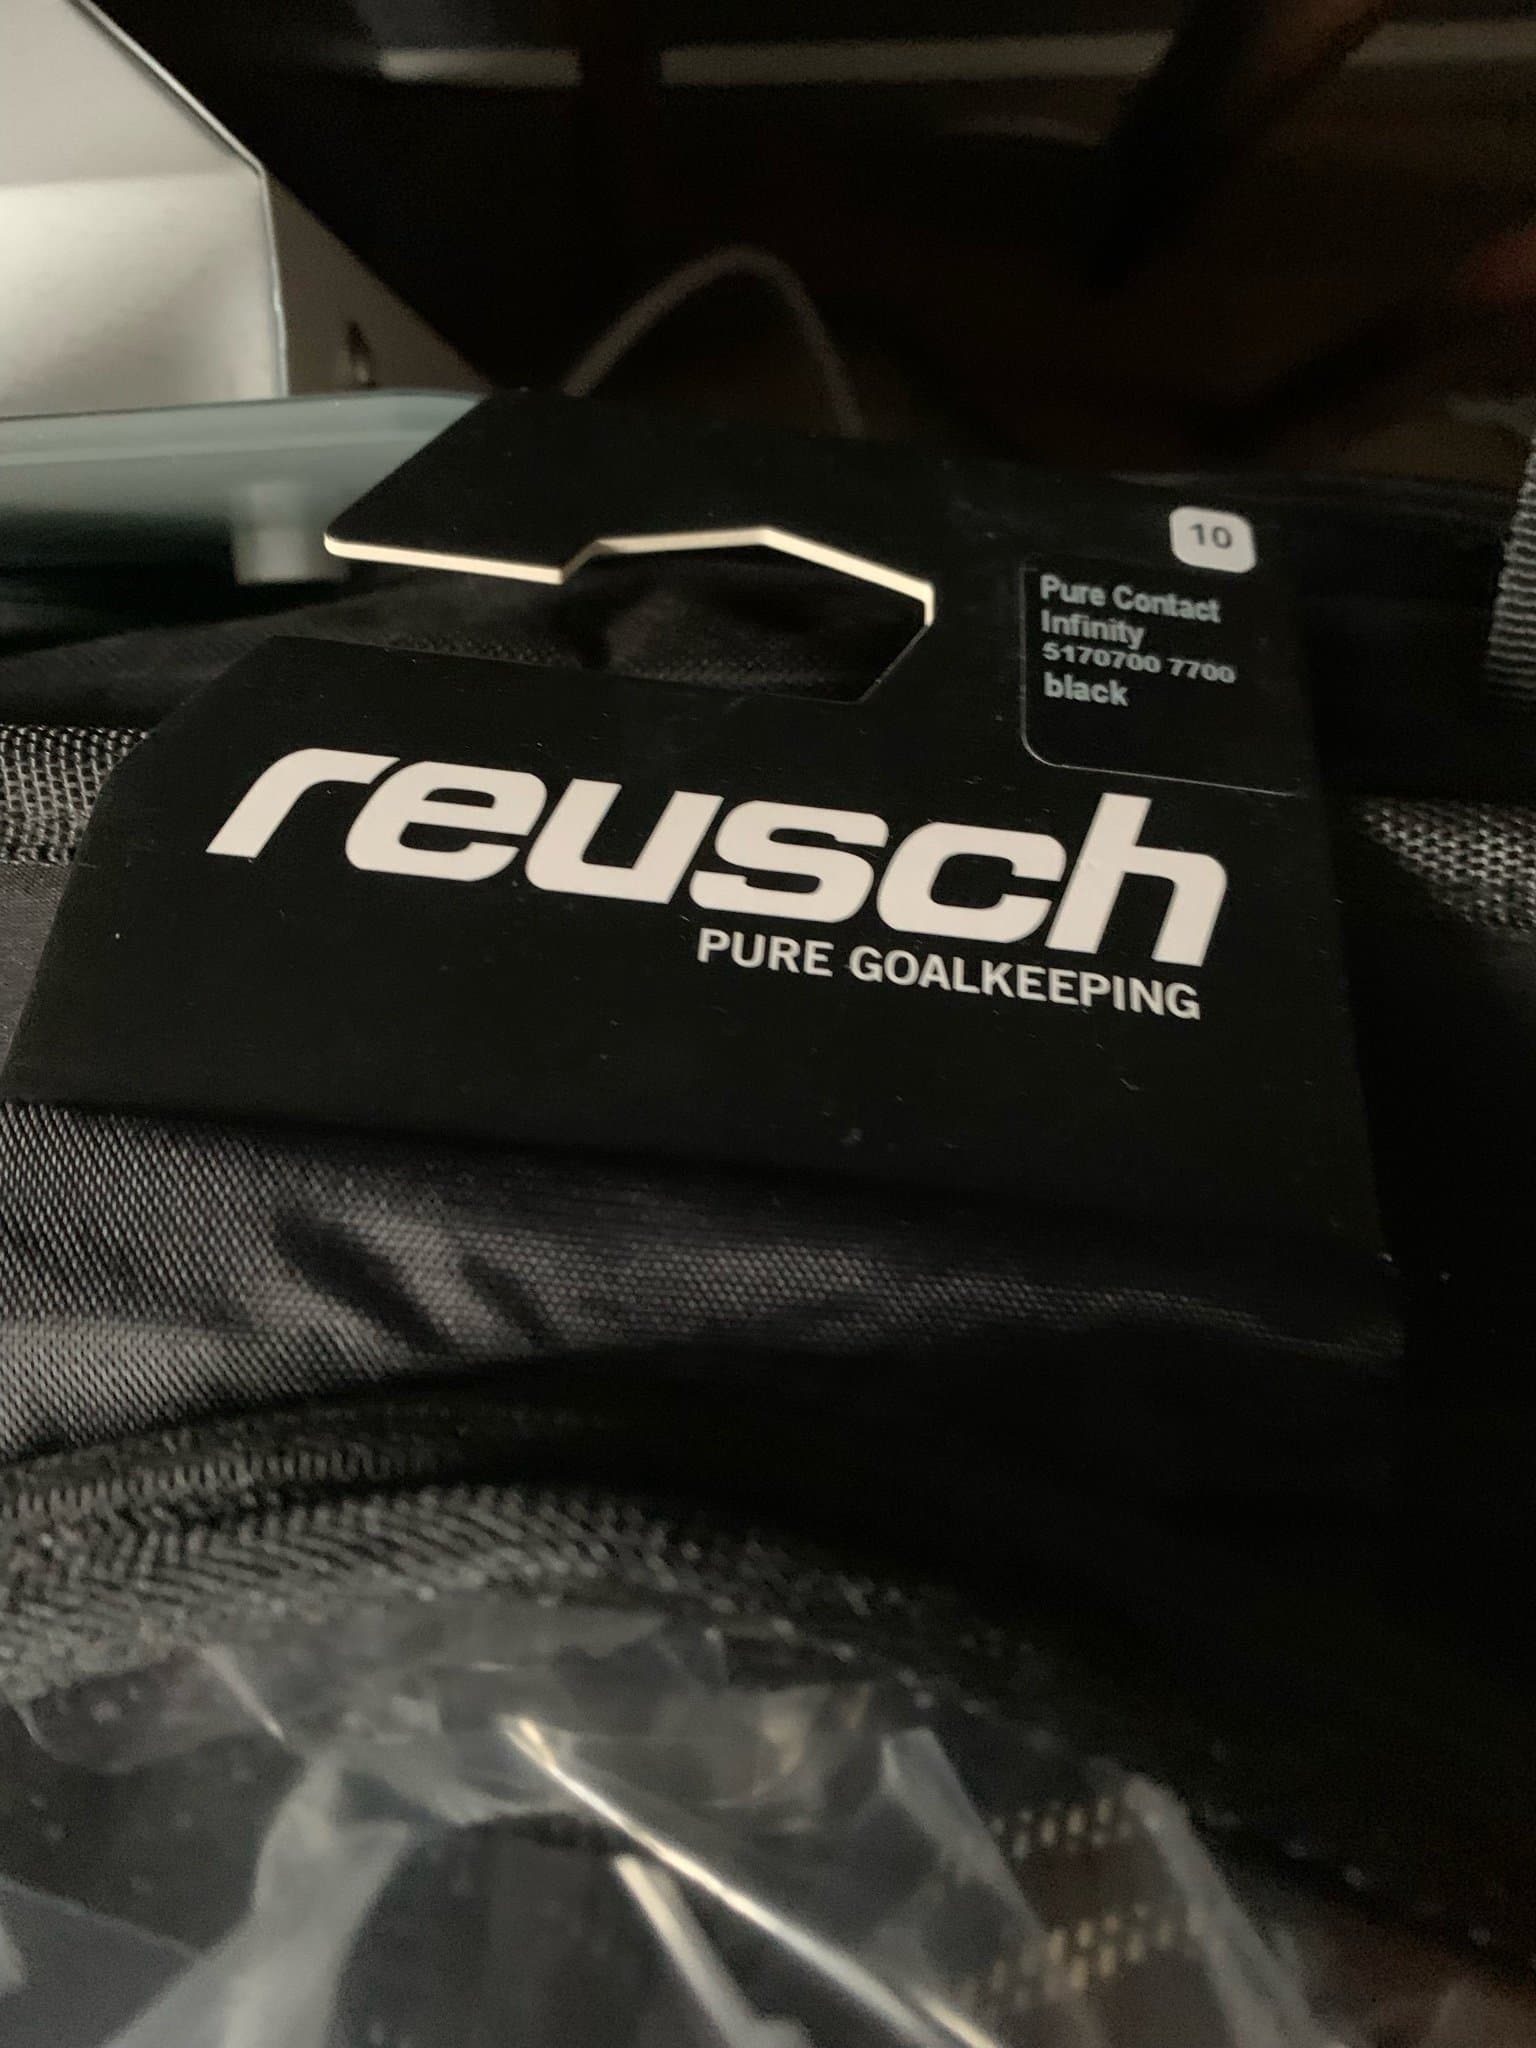 10
Pure Contact
Infinity
5170700 7700
black
reusch
PURE GOALKEEPING